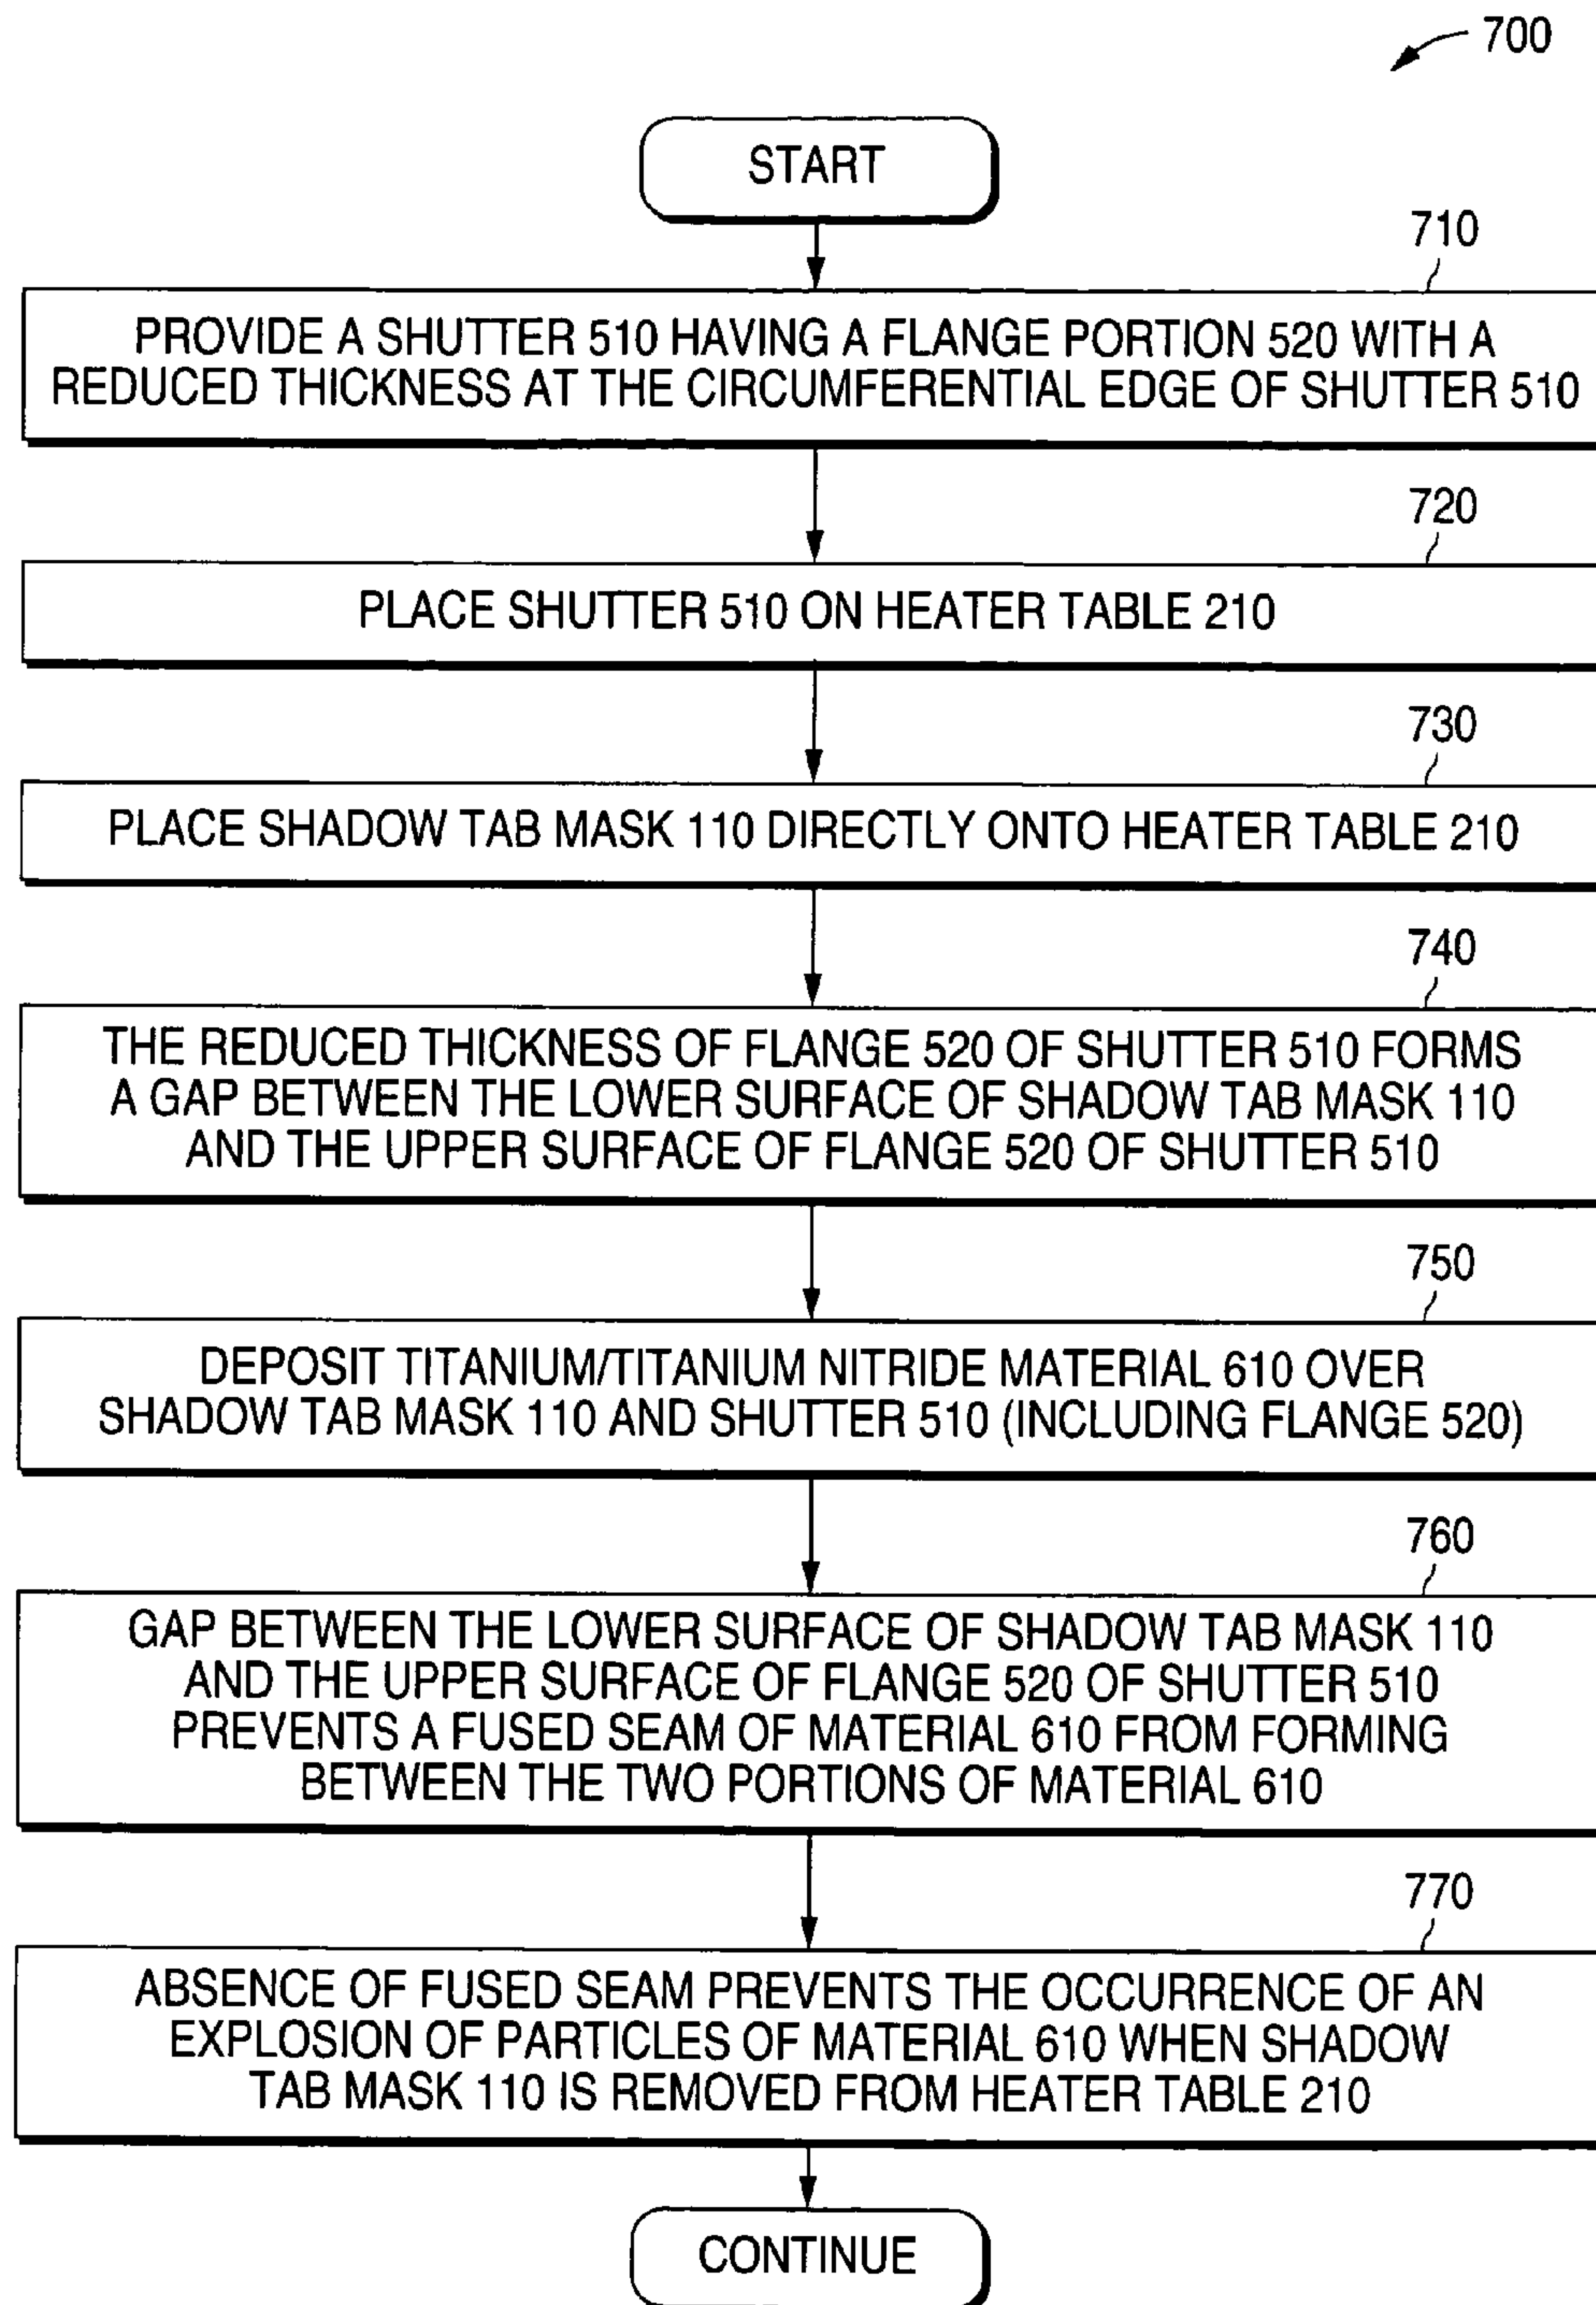 700
START
710
PROVIDE A SHUTTER 510 HAVING A FLANGE PORTION 520 WITH A
REDUCED THICKNESS AT THE CIRCUMFERENTIAL EDGE OF SHUTTER 510
720
PLACE SHUTTER 510 ON HEATER TABLE 210
730
PLACE SHADOW TAB MASK 110 DIRECTLY ONTO HEATER TABLE 210
740
THE REDUCED THICKNESS OF FLANGE 520 OF SHUTTER 510 FORMS
A GAP BETWEEN THE LOWER SURFACE OF SHADOW TAB MASK 110
AND THE UPPER SURFACE OF FLANGE 520 OF SHUTTER 510
750
DEPOSIT TITANIUM/TITANIUM NITRIDE MATERIAL 610 OVER
SHADOW TAB MASK 110 AND SHUTTER 510 (INCLUDING FLANGE 520)
760
GAP BETWEEN THE LOWER SURFACE OF SHADOW TAB MASK 110
AND THE UPPER SURFACE OF FLANGE 520 OF SHUTTER 510
PREVENTS A FUSED SEAM OF MATERIAL 610 FROM FORMING
BETWEEN THE TWO PORTIONS OF MATERIAL 610
770
ABSENCE OF FUSED SEAM PREVENTS THE OCCURRENCE OF AN
EXPLOSION OF PARTICLES OF MATERIAL 610 WHEN SHADOW
TAB MASK 110 IS REMOVED FROM HEATER TABLE 210
CONTINUE